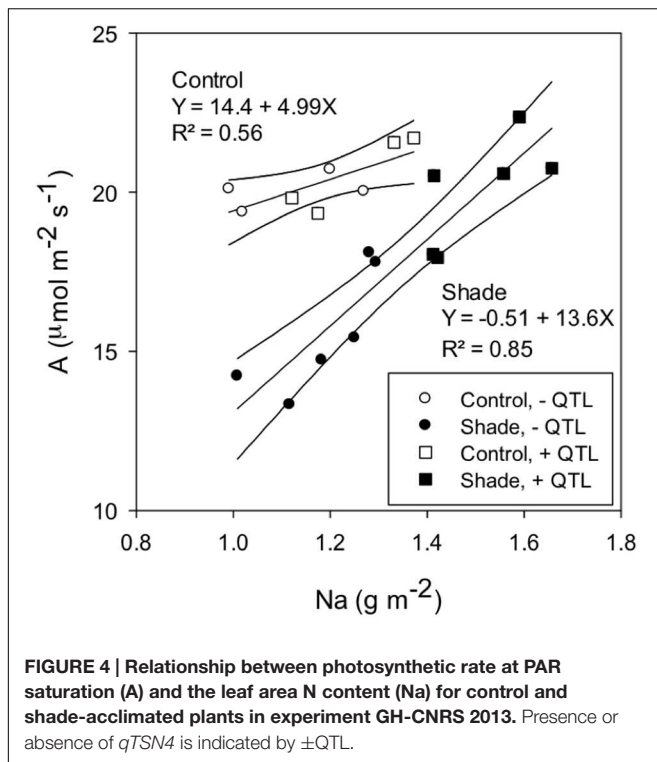 25
20
15
10
A (μmol m⁻² s⁻¹)
Control
Y = 14.4 + 4.99X
R² = 0.56
Shade
Y = -0.51 + 13.6X
R² = 0.85
Control, - QTL
Shade, - QTL
Control, + QTL
Shade, + QTL
0.8 1.0 1.2 1.4 1.6 1.8
Na (g m⁻²)
FIGURE 4 | Relationship between photosynthetic rate at PAR
saturation (A) and the leaf area N content (Na) for control and
shade-acclimated plants in experiment GH-CNRS 2013. Presence or
absence of qTSN4 is indicated by ±QTL.